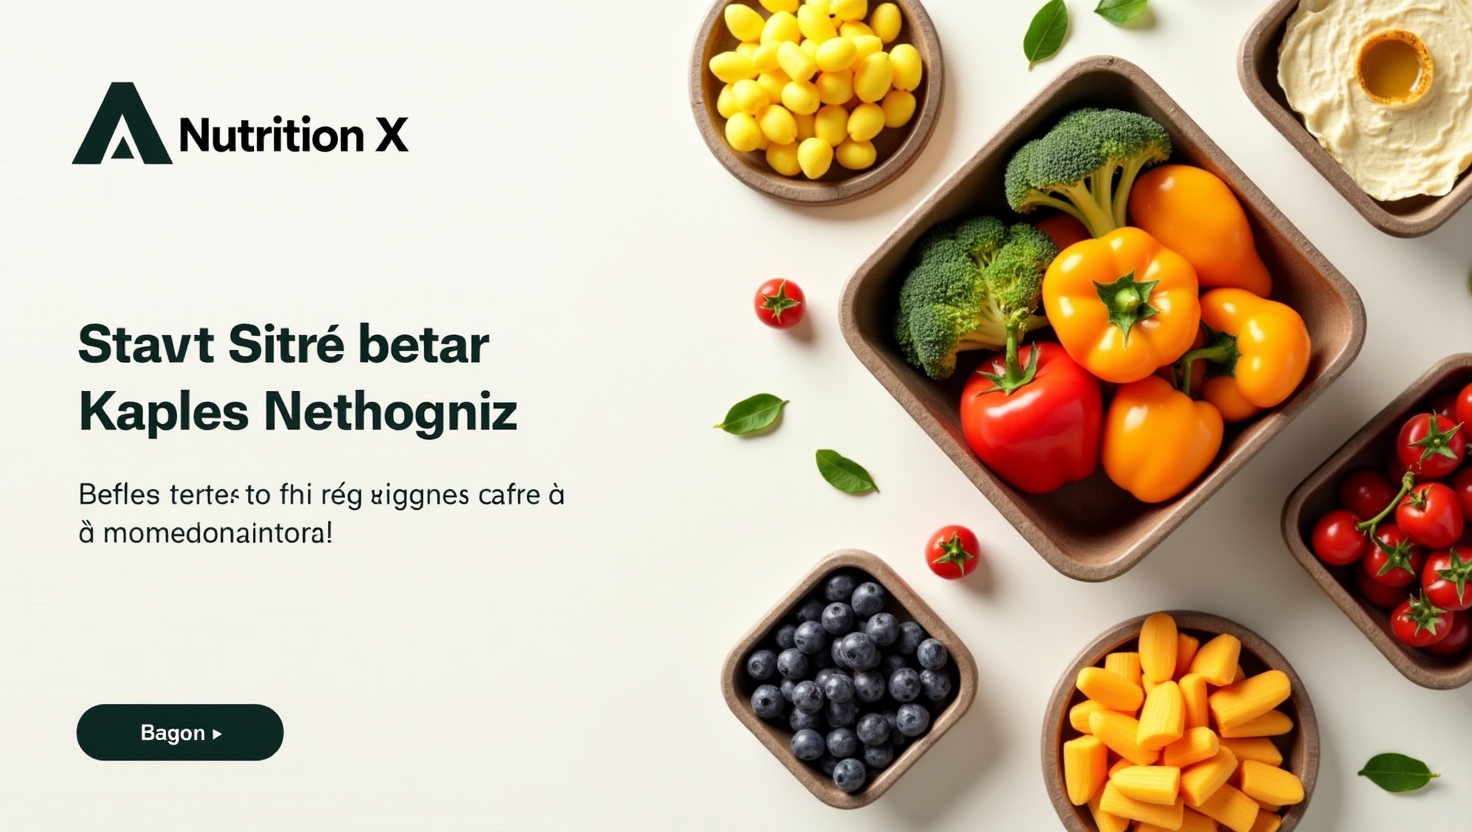 Nutrition X
Stavt Sitré betar
Kaples Nethogniz
Befles to fhi rég cafre à
momedonaintora!
Bagon ▸